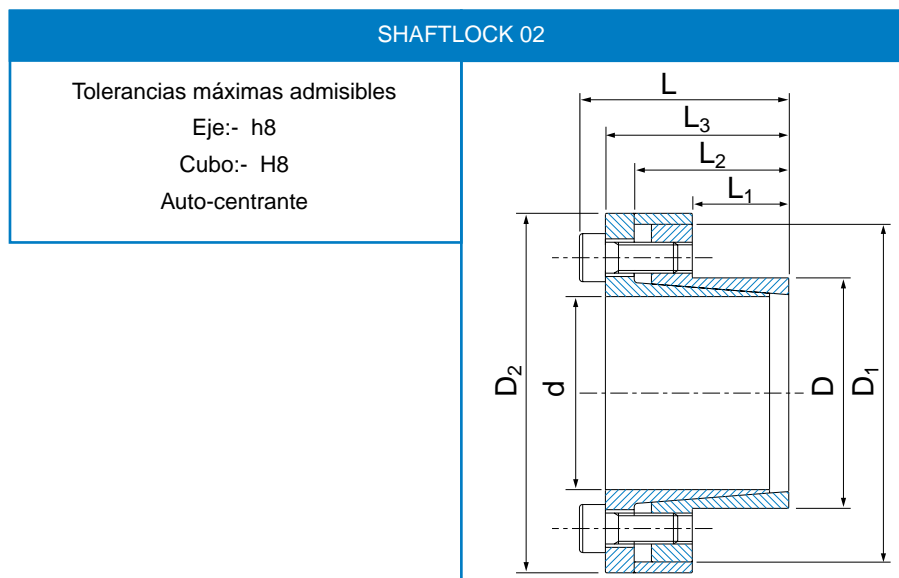 SHAFTLOCK 02
Tolerancias máximas admisibles
Eje:- h8
Cubo:- H8
Auto-centrante
L
L₃
L₂
L₁
D₂
d
D
D₁